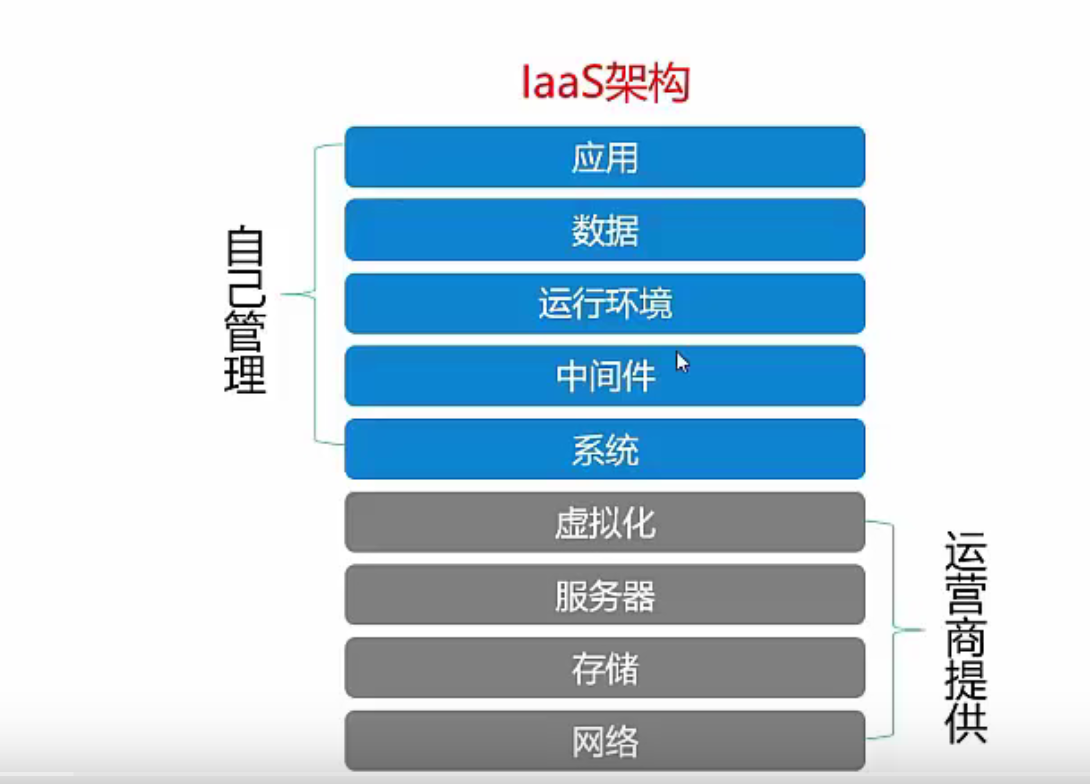 IaaS架构
应用
数据
运行环境
自己管理
中间件
系统
虚拟化
服务器
运营商提供
存储
网络